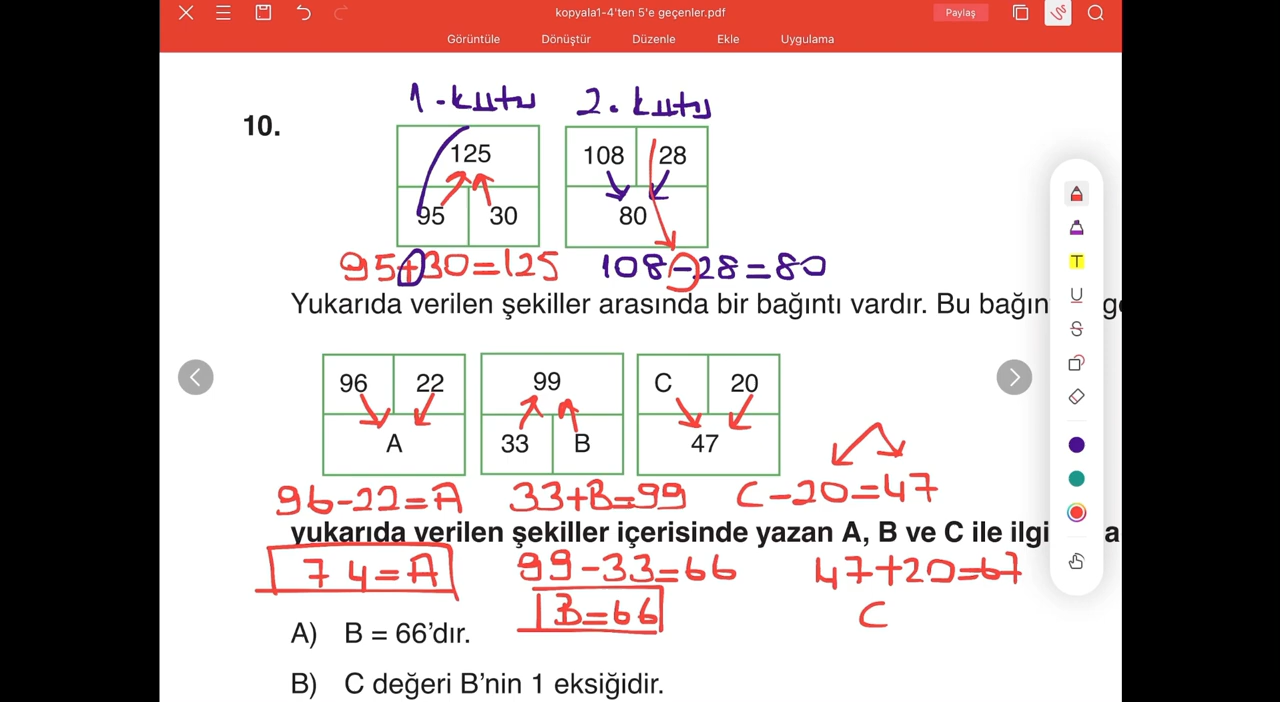 kopyala1-4'ten 5'e geçenler.pdf
Paylaş
Görüntüle Dönüştür Düzenle Ekle Uygulama
1.kutu 2.kutu
10.
125 108 28
95 30 80
95+30=125 108-28=80
Yukarıda verilen şekiller arasında bir bağıntı vardır. Bu
96 22 99 C 20
A 33 B 47
96-22=A 33+B=99 C-20=47
yukarıda verilen şekiller içerisinde yazan A, B ve C ile
74=A 99-33=66 47+20=67
B=66 C
A) B = 66'dır.
B) C değeri B'nin 1 eksiğidir.
T
U
S